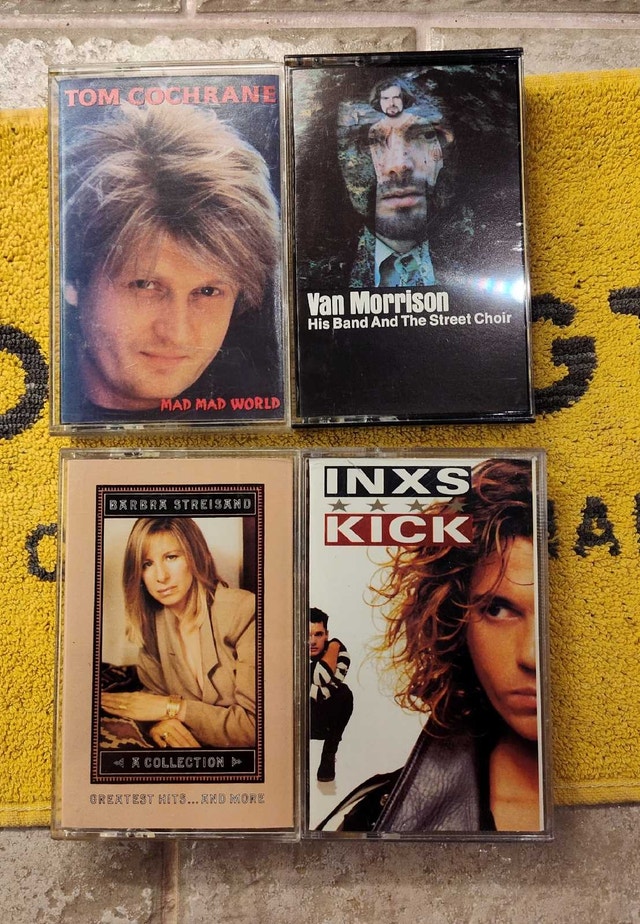 TOM COCHRANE
MAD MAD WORLD
Van Morrison
His Band And The Street Choir
BARBRA STREISAND
A COLLECTION
GREATEST HITS...AND MORE
INXS
KICK